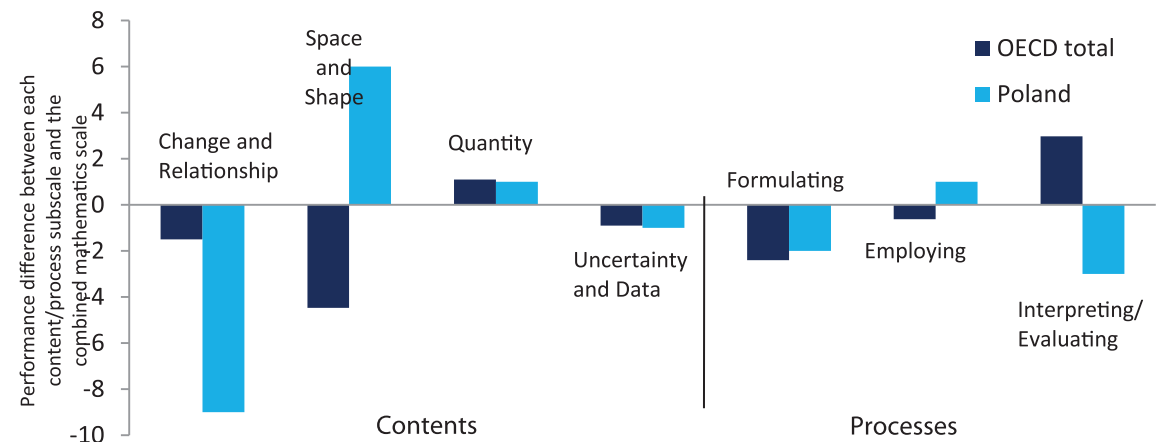 Performance difference between each
content/process subscale and the
combined mathematics scale
8
6
4
2
0
-2
-4
-6
-8
-10
Space
and
Shape
Change and
Relationship
Quantity
Uncertainty
and Data
Formulating
Employing
Interpreting/
Evaluating
OECD total
Poland
Contents
Processes